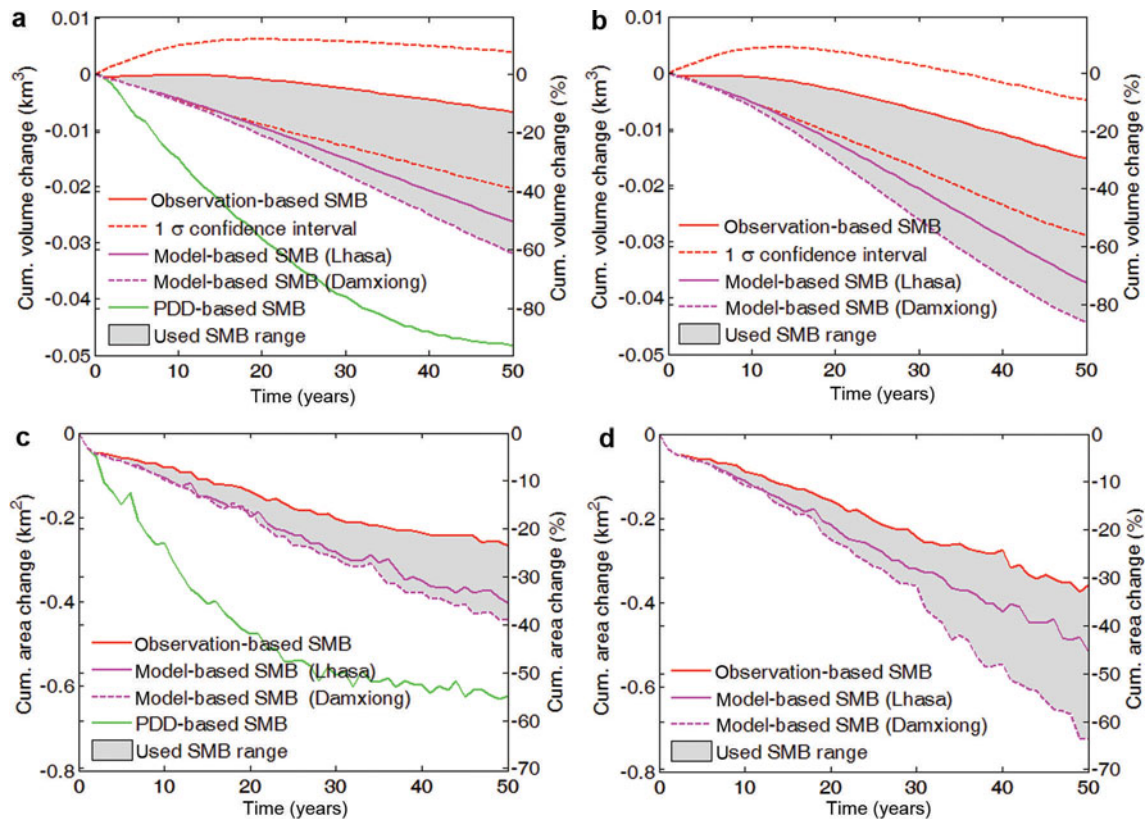 a
0.01
0
-0.01
-0.02
-0.03
-0.04
-0.05
Cum. volume change (km3)
0
-20
-40
-60
-80
Cum. volume change (%)
Observation-based SMB
1 σ confidence interval
Model-based SMB (Lhasa)
Model-based SMB (Damxiong)
PDD-based SMB
Used SMB range
0 10 20 30 40 50
Time (years)
b
0.01
0
-0.01
-0.02
-0.03
-0.04
-0.05
Cum. volume change (km3)
0
-20
-40
-60
-80
Cum. volume change (%)
Observation-based SMB
1 σ confidence interval
Model-based SMB (Lhasa)
Model-based SMB (Damxiong)
Used SMB range
0 10 20 30 40 50
Time (years)
c
0
-0.2
-0.4
-0.6
-0.8
Cum. area change (km2)
0
-10
-20
-30
-40
-50
-60
-70
Cum. area change (%)
Observation-based SMB
Model-based SMB (Lhasa)
Model-based SMB (Damxiong)
PDD-based SMB
Used SMB range
0 10 20 30 40 50
Time (years)
d
0
-0.2
-0.4
-0.6
-0.8
Cum. area change (km2)
0
-10
-20
-30
-40
-50
-60
-70
Cum. area change (%)
Observation-based SMB
Model-based SMB (Lhasa)
Model-based SMB (Damxiong)
Used SMB range
0 10 20 30 40 50
Time (years)